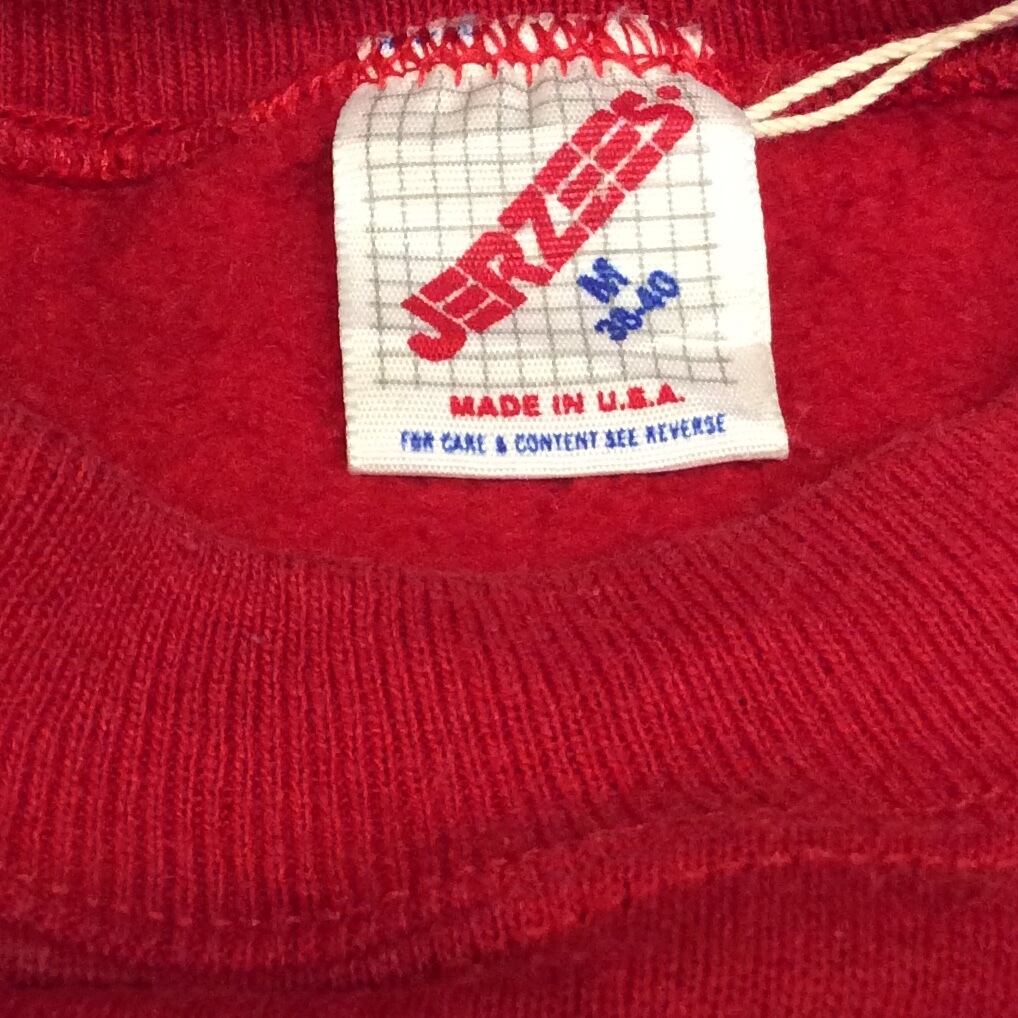 JERZEES
M
38-40
MADE IN U.S.A.
FOR CARE & CONTENT SEE REVERSE